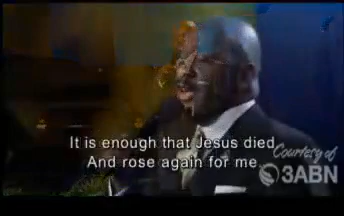 It is enough that Jesus died
And rose again for me.
Courtesy of
3ABN